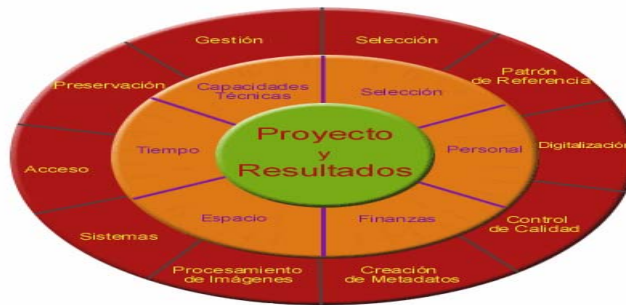 Gestión
Selección
Preservación
Capacidades
Técnicas
Selección
Patrón
de Referencia
Proyecto
y
Resultados
Tiempo
Personal
Digitalización
Acceso
Espacio
Finanzas
Control
de Calidad
Sistemas
Procesamiento
de Imágenes
Creación
de Metadatos